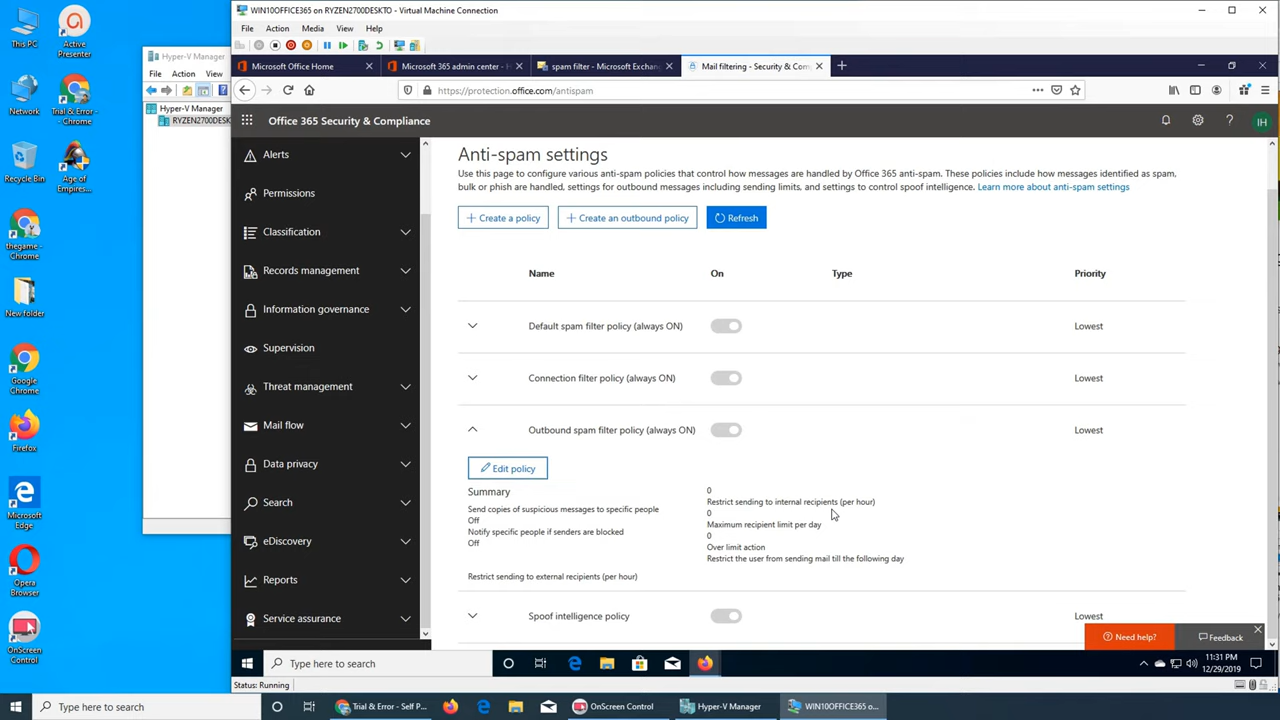 WIN10OFFICE365 on RYZEN2700DESKTO - Virtual Machine Connection
File Action Media View Help
This PC
Active Presenter
Network
Trial & Error - Chrome
Recycle Bin
Age of Empires...
thegame - Chrome
New folder
Google Chrome
Firefox
Microsoft Edge
Opera Browser
OnScreen Control
Hyper-V Manager
File Action View
Hyper-V Manager
RYZEN2700DESK
Microsoft Office Home
Microsoft 365 admin center - H
spam filter - Microsoft Exchan
Mail filtering - Security & Com
https://protection.office.com/antispam
Office 365 Security & Compliance
IH
Alerts
Permissions
Classification
Records management
Information governance
Supervision
Threat management
Mail flow
Data privacy
Search
eDiscovery
Reports
Service assurance
Anti-spam settings
Use this page to configure various anti-spam policies that control how messages are handled by Office 365 anti-spam. These policies include how messages identified as spam,
bulk or phish are handled, settings for outbound messages including sending limits, and settings to control spoof intelligence. Learn more about anti-spam settings
Create a policy
Create an outbound policy
Refresh
Name On Type Priority
Default spam filter policy (always ON) Lowest
Connection filter policy (always ON) Lowest
Outbound spam filter policy (always ON) Lowest
Edit policy
Summary
Send copies of suspicious messages to specific people
Off
Notify specific people if senders are blocked
Off
Restrict sending to external recipients (per hour)
0
Restrict sending to internal recipients (per hour)
0
Maximum recipient limit per day
0
Over limit action
Restrict the user from sending mail till the following day
Spoof intelligence policy Lowest
Need help?
Feedback
Type here to search
11:31 PM
12/29/2019
Status: Running
Type here to search
Trial & Error - Self P...
OnScreen Control
Hyper-V Manager
WIN10OFFICE365 o...